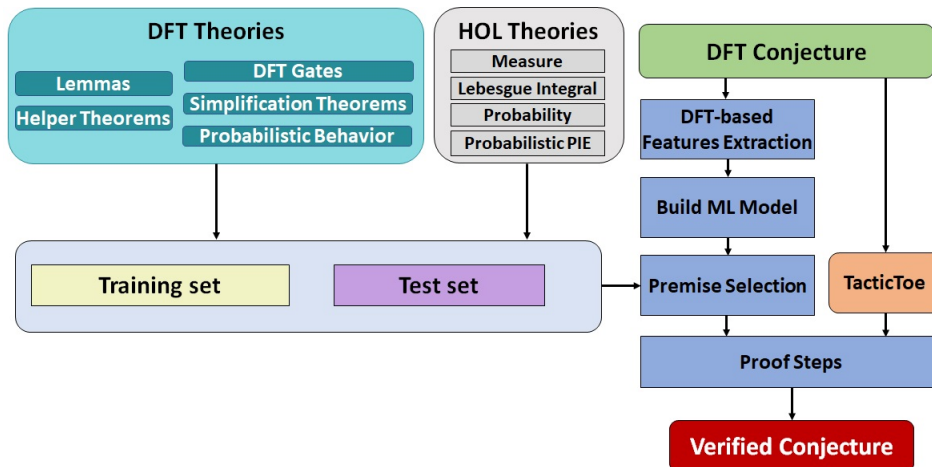 DFT Theories
Lemmas
Helper Theorems
DFT Gates
Simplification Theorems
Probabilistic Behavior
HOL Theories
Measure
Lebesgue Integral
Probability
Probabilistic PIE
DFT Conjecture
DFT-based
Features Extraction
Build ML Model
Training set
Test set
Premise Selection
TacticToe
Proof Steps
Verified Conjecture